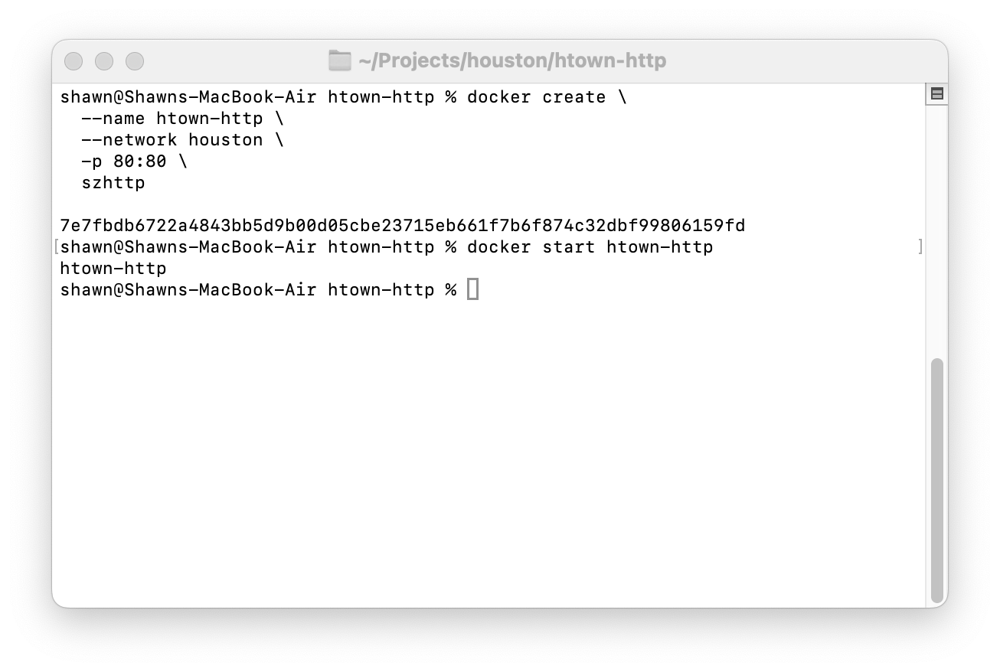 ~/Projects/houston/htown-http
shawn@Shawns-MacBook-Air htown-http % docker create \
  --name htown-http \
  --network houston \
  -p 80:80 \
  szhttp
7e7fbdb6722a4843bb5d9b00d05cbe23715eb661f7b6f874c32dbf99806159fd
[shawn@Shawns-MacBook-Air htown-http % docker start htown-http ]
htown-http
shawn@Shawns-MacBook-Air htown-http %